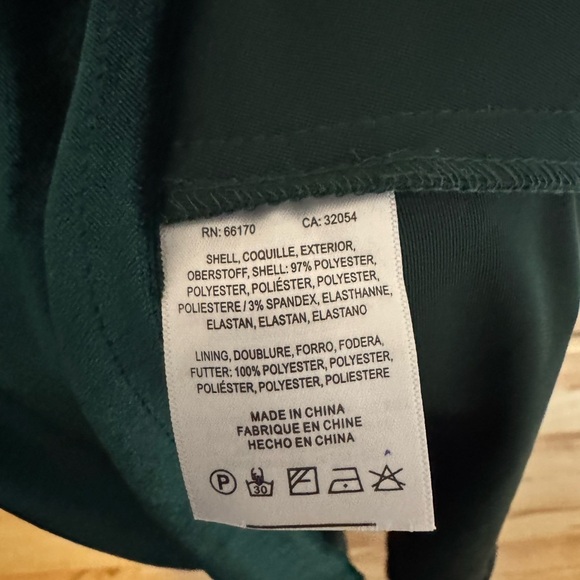 RN: 66170 CA: 32054
SHELL, COQUILLE, EXTERIOR,
OBERSTOFF, SHELL: 97% POLYESTER,
POLYESTER, POLIÉSTER, POLYESTER,
POLIESTERE / 3% SPANDEX, ELASTHANNE,
ELASTAN, ELASTAN, ELASTANO
LINING, DOUBLURE, FORRO, FODERA,
FUTTER: 100% POLYESTER, POLYESTER,
POLIÉSTER, POLYESTER, POLIESTERE
MADE IN CHINA
FABRIQUE EN CHINE
HECHO EN CHINA
P 30